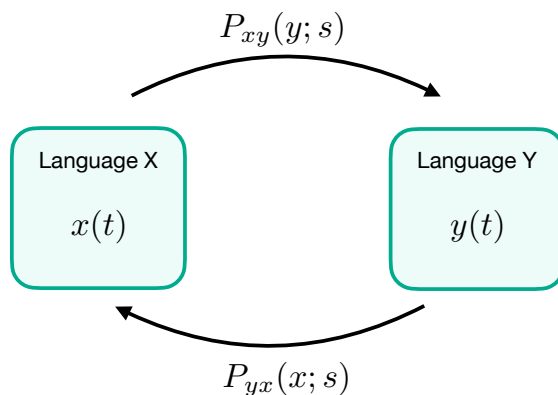 P_{xy}(y; s)
Language X
x(t)
Language Y
y(t)
P_{yx}(x; s)